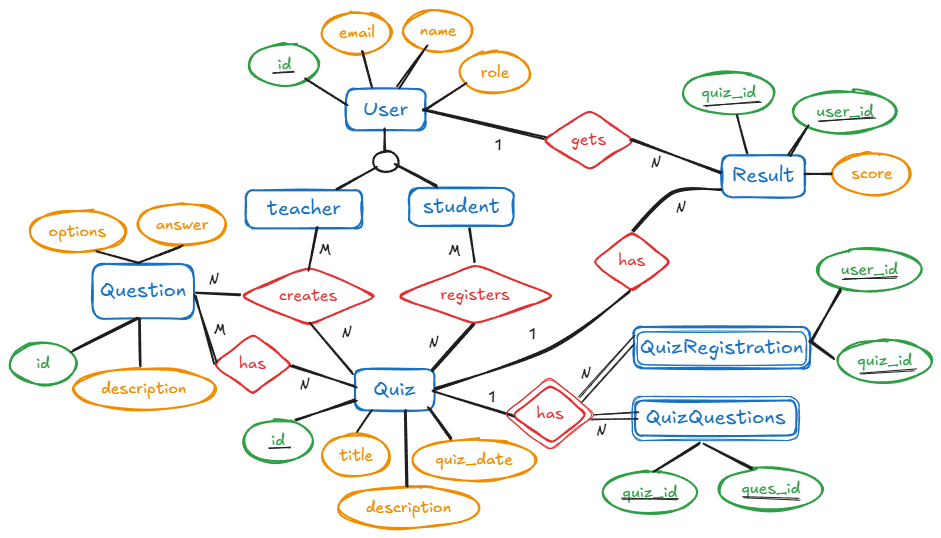 email
name
id
role
User
gets
1
N
quiz_id
user_id
Result
score
teacher
student
N
has
options
answer
M
M
Question
N
creates
registers
user_id
id
description
M
has
N
N
N
1
QuizRegistration
quiz_id
N
Quiz
1
has
N
QuizQuestions
id
title
quiz_date
description
quiz_id
ques_id